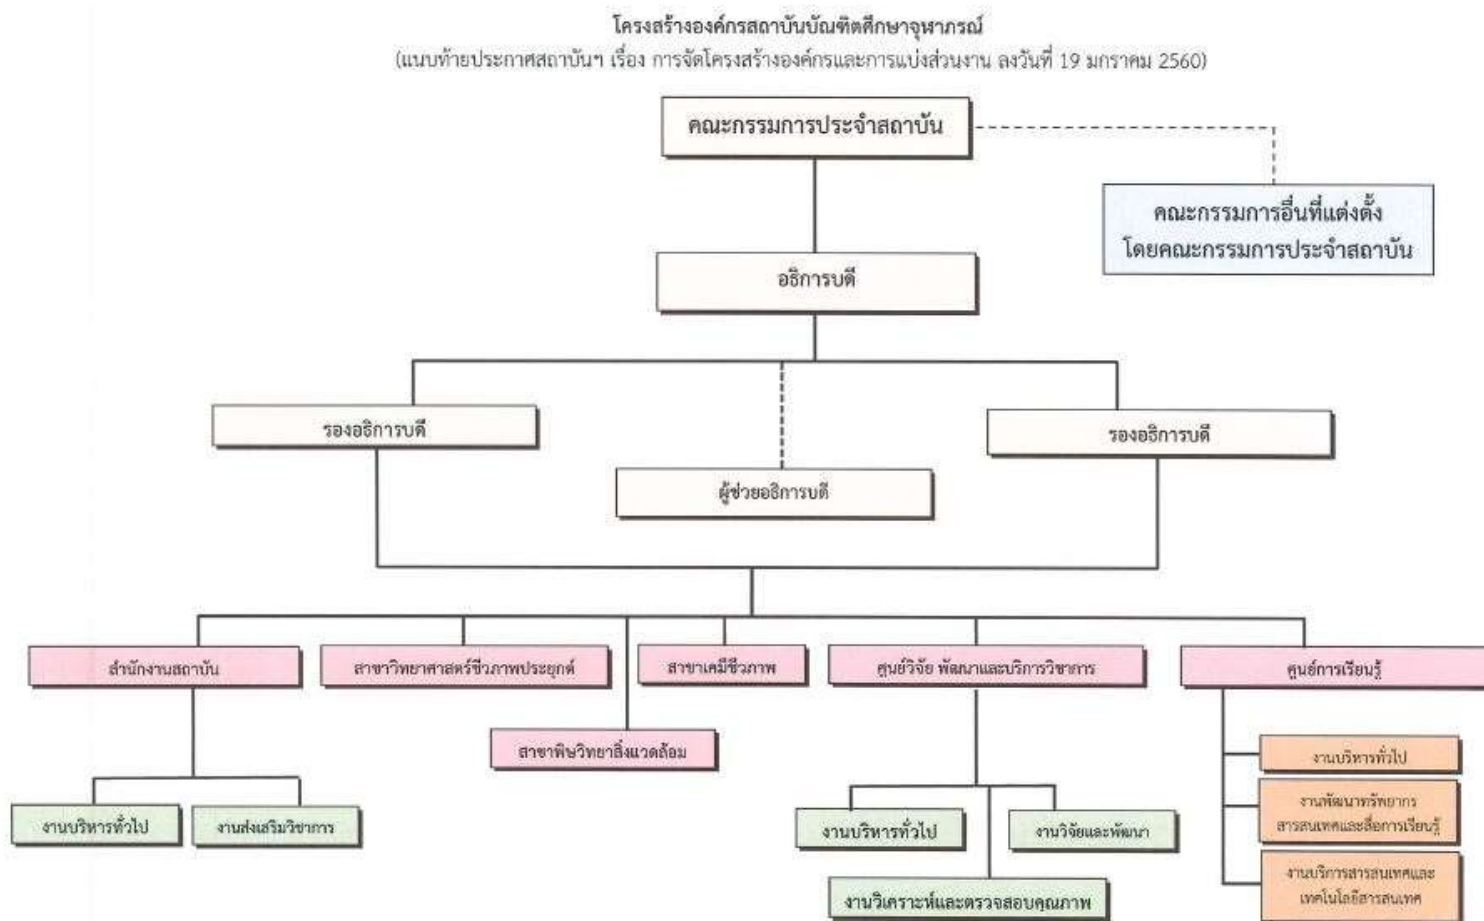 โครงสร้างองค์กรสถาบันบัณฑิตศึกษาจุฬาภรณ์
(แนบท้ายประกาศสถาบันฯ เรื่อง การจัดโครงสร้างองค์กรและการแบ่งส่วนงาน ลงวันที่ 19 มกราคม 2560)
คณะกรรมการประจำสถาบัน
คณะกรรมการอื่นที่แต่งตั้ง
โดยคณะกรรมการประจำสถาบัน
อธิการบดี
รองอธิการบดี
รองอธิการบดี
ผู้ช่วยอธิการบดี
สำนักงานสถาบัน
สาขาวิทยาศาสตร์ชีวภาพประยุกต์
สาขาเคมีชีวภาพ
ศูนย์วิจัย พัฒนาและบริการวิชาการ
ศูนย์การเรียนรู้
สาขาพิษวิทยาสิ่งแวดล้อม
งานบริหารทั่วไป
งานส่งเสริมวิชาการ
งานบริหารทั่วไป
งานวิจัยและพัฒนา
งานวิเคราะห์และตรวจสอบคุณภาพ
งานบริหารทั่วไป
งานพัฒนาทรัพยากร
สารสนเทศและสื่อการเรียนรู้
งานบริการสารสนเทศและ
เทคโนโลยีสารสนเทศ